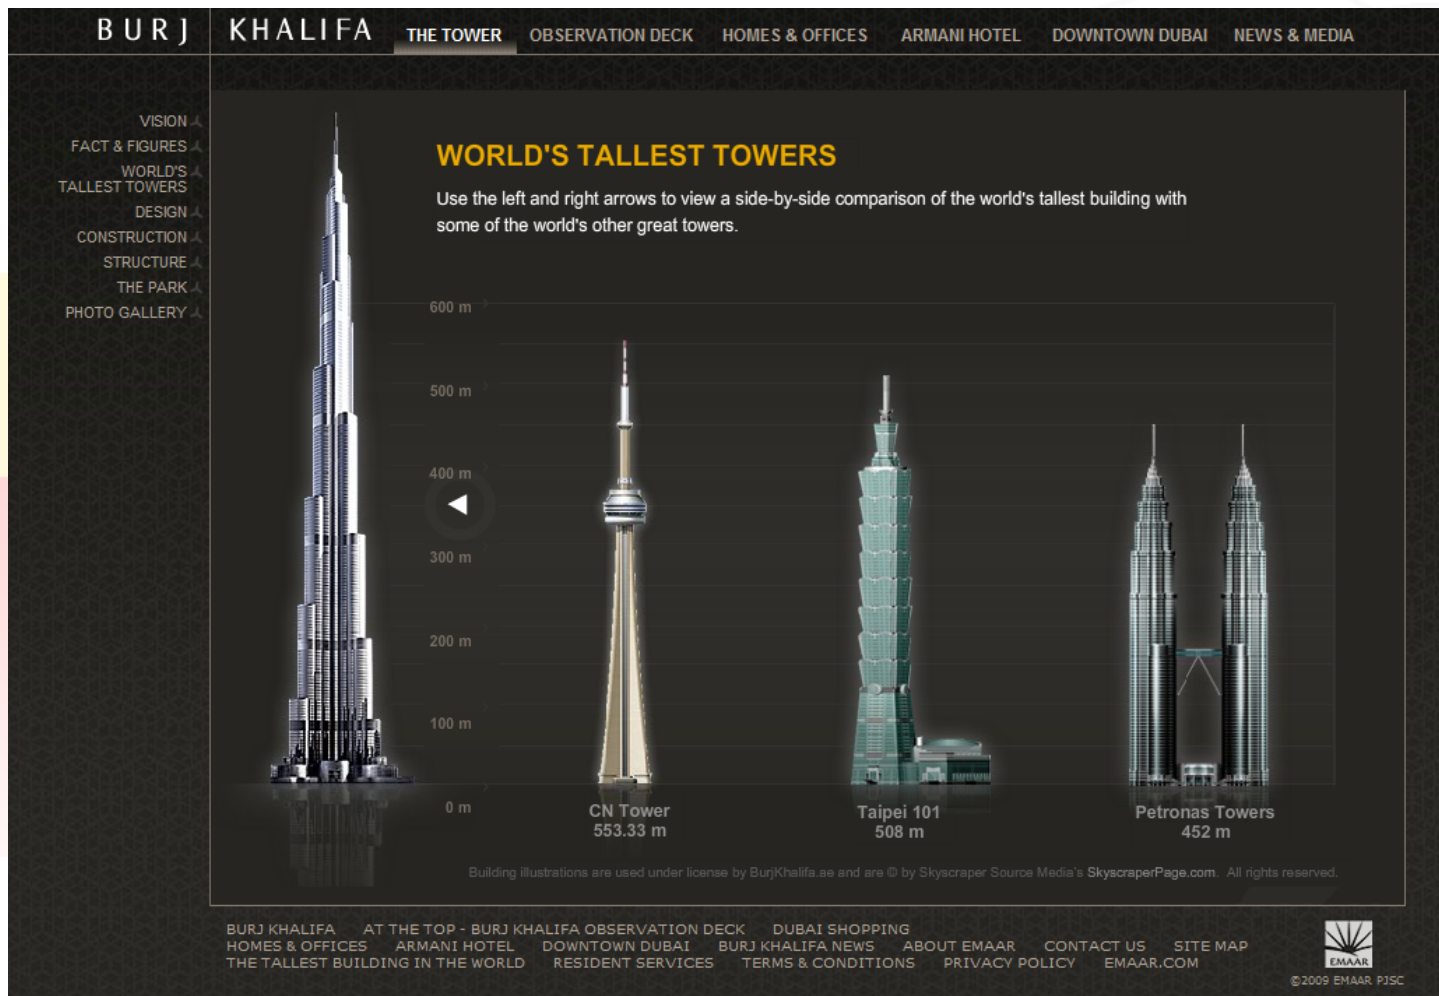 BURJ KHALIFA
THE TOWER
OBSERVATION DECK
HOMES & OFFICES
ARMANI HOTEL
DOWNTOWN DUBAI
NEWS & MEDIA
VISION
FACT & FIGURES
WORLD'S
TALLEST TOWERS
DESIGN
CONSTRUCTION
STRUCTURE
THE PARK
PHOTO GALLERY
WORLD'S TALLEST TOWERS
Use the left and right arrows to view a side-by-side comparison of the world's tallest building with
some of the world's other great towers.
600 m
500 m
400 m
300 m
200 m
100 m
0 m
CN Tower
553.33 m
Taipei 101
508 m
Petronas Towers
452 m
Building illustrations are used under license by BurjKhalifa.ae and are © by Skyscraper Source Media's SkyscraperPage.com. All rights reserved.
BURJ KHALIFA AT THE TOP - BURJ KHALIFA OBSERVATION DECK DUBAI SHOPPING
HOMES & OFFICES ARMANI HOTEL DOWNTOWN DUBAI BURJ KHALIFA NEWS ABOUT EMAAR CONTACT US SITE MAP
THE TALLEST BUILDING IN THE WORLD RESIDENT SERVICES TERMS & CONDITIONS PRIVACY POLICY EMAAR.COM
EMAAR
©2009 EMAAR PJSC